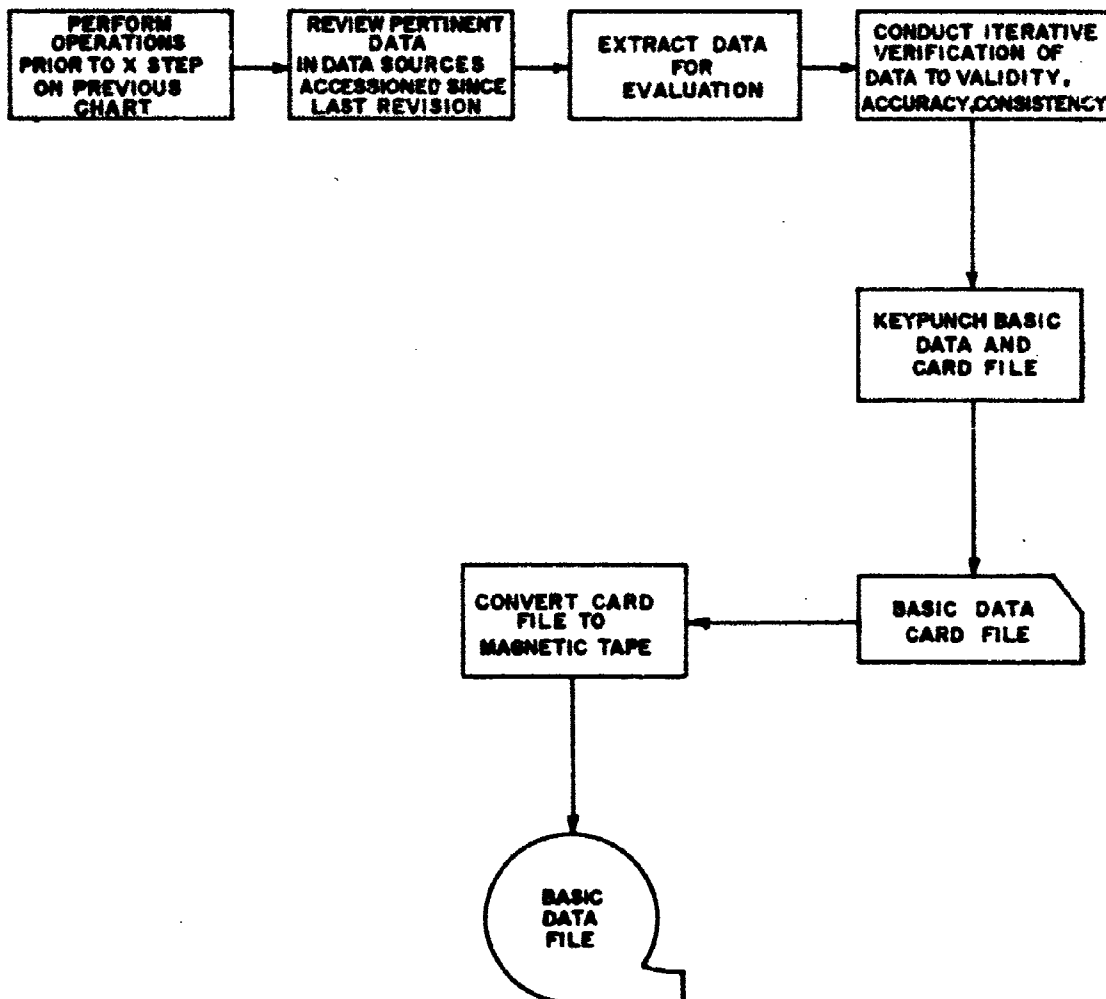 PERFORM
OPERATIONS
PRIOR TO X STEP
ON PREVIOUS
CHART
REVIEW PERTINENT
DATA
IN DATA SOURCES
ACCESSIONED SINCE
LAST REVISION
EXTRACT DATA
FOR
EVALUATION
CONDUCT ITERATIVE
VERIFICATION OF
DATA TO VALIDITY,
ACCURACY,CONSISTENCY
KEYPUNCH BASIC
DATA AND
CARD FILE
BASIC DATA
CARD FILE
CONVERT CARD
FILE TO
MAGNETIC TAPE
BASIC
DATA
FILE